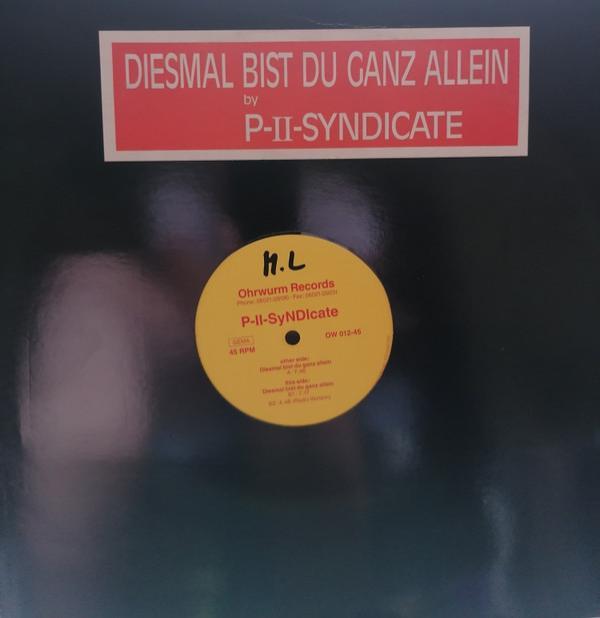 DIESMAL BIST DU GANZ ALLEIN
by
P-II-SYNDICATE
M.L
Ohrwurm Records
P-II-SyNDIcate
GEMA
45 RPM
OW 012-45
other side:
Diesmal bist du ganz allein
this side:
Diesmal bist du ganz allein